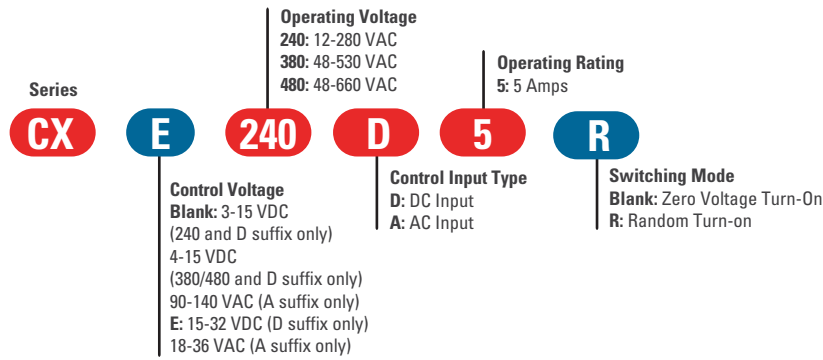 Operating Voltage
240: 12-280 VAC
380: 48-530 VAC
480: 48-660 VAC
Operating Rating
5: 5 Amps
Series
CX
E
240
D
5
R
Control Voltage
Blank: 3-15 VDC
(240 and D suffix only)
4-15 VDC
(380/480 and D suffix only)
90-140 VAC (A suffix only)
E: 15-32 VDC (D suffix only)
18-36 VAC (A suffix only)
Control Input Type
D: DC Input
A: AC Input
Switching Mode
Blank: Zero Voltage Turn-On
R: Random Turn-on